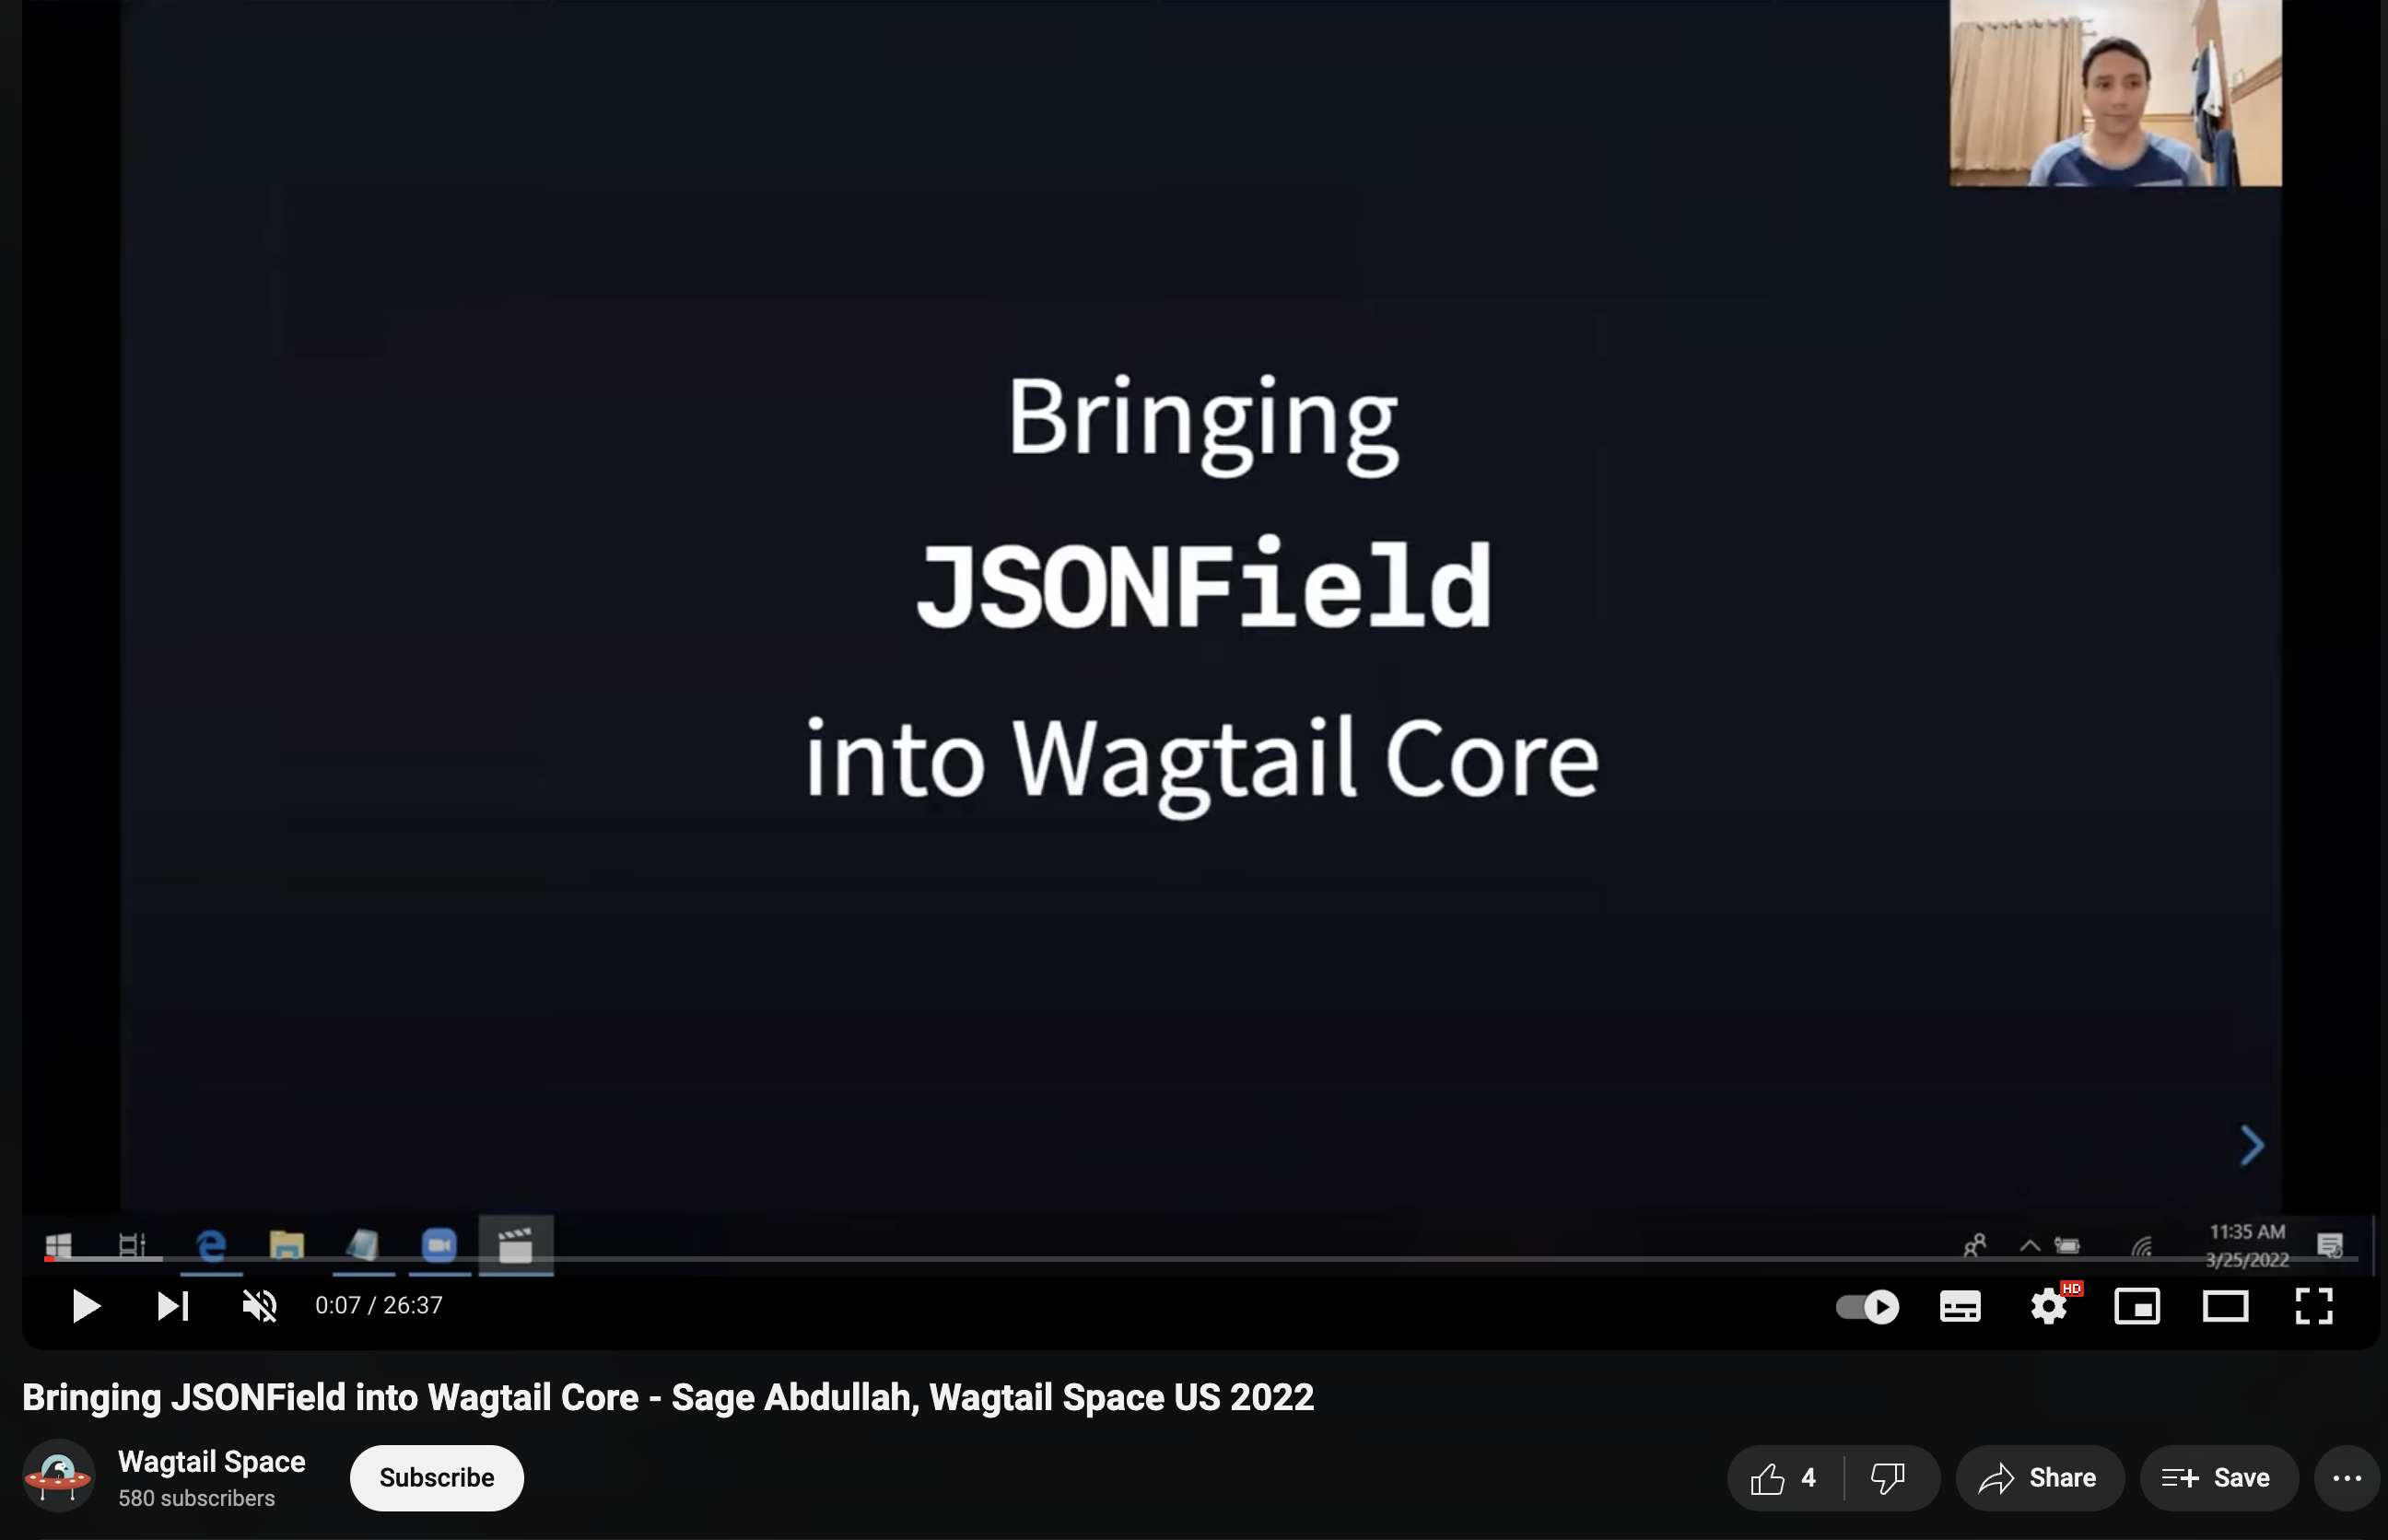 Bringing
JSONField
into Wagtail Core
11:35 AM
3/25/2022
0:07 / 26:37
HD
Bringing JSONField into Wagtail Core - Sage Abdullah, Wagtail Space US 2022
Wagtail Space
580 subscribers
Subscribe
4
Share
Save